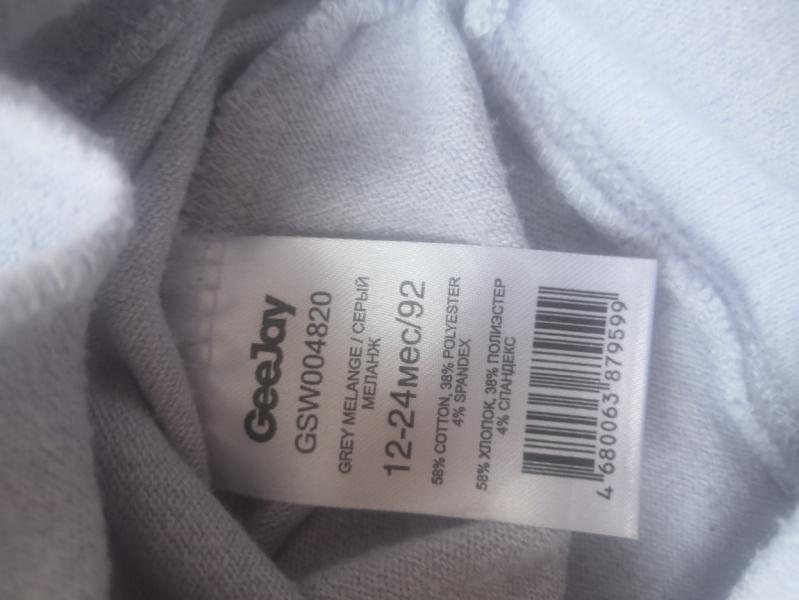 GeeJay
GSW004820
GREY MELANGE / СЕРЫЙ
МЕЛАНЖ
12-24мес/92
58% COTTON, 38% POLYESTER
4% SPANDEX
58% ХЛОПОК, 38% ПОЛИЭСТЕР
4% СПАНДЕКС
4 680063 879599